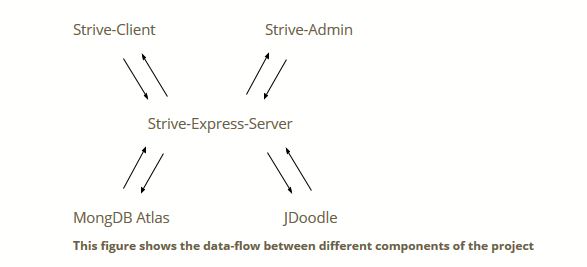 Strive-Client Strive-Admin
Strive-Express-Server
MongDB Atlas JDoodle
This figure shows the data-flow between different components of the project